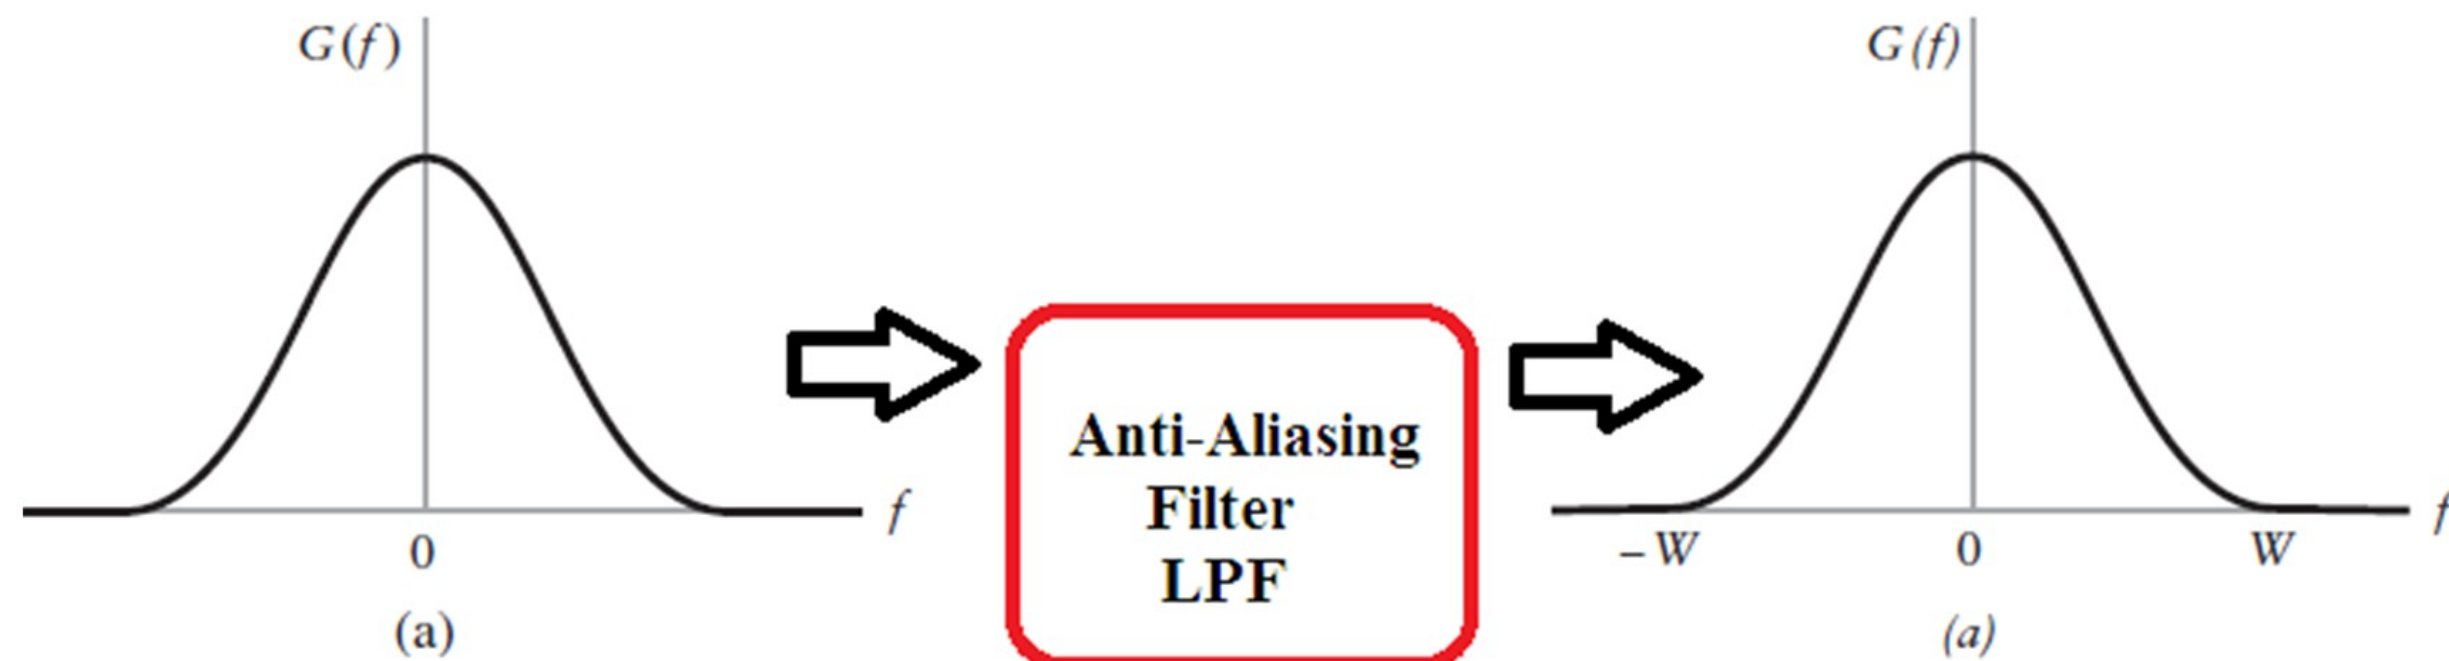 G(f)
f
0
(a)
Anti-Aliasing
Filter
LPF
G(f)
f
– W
0
W
(a)